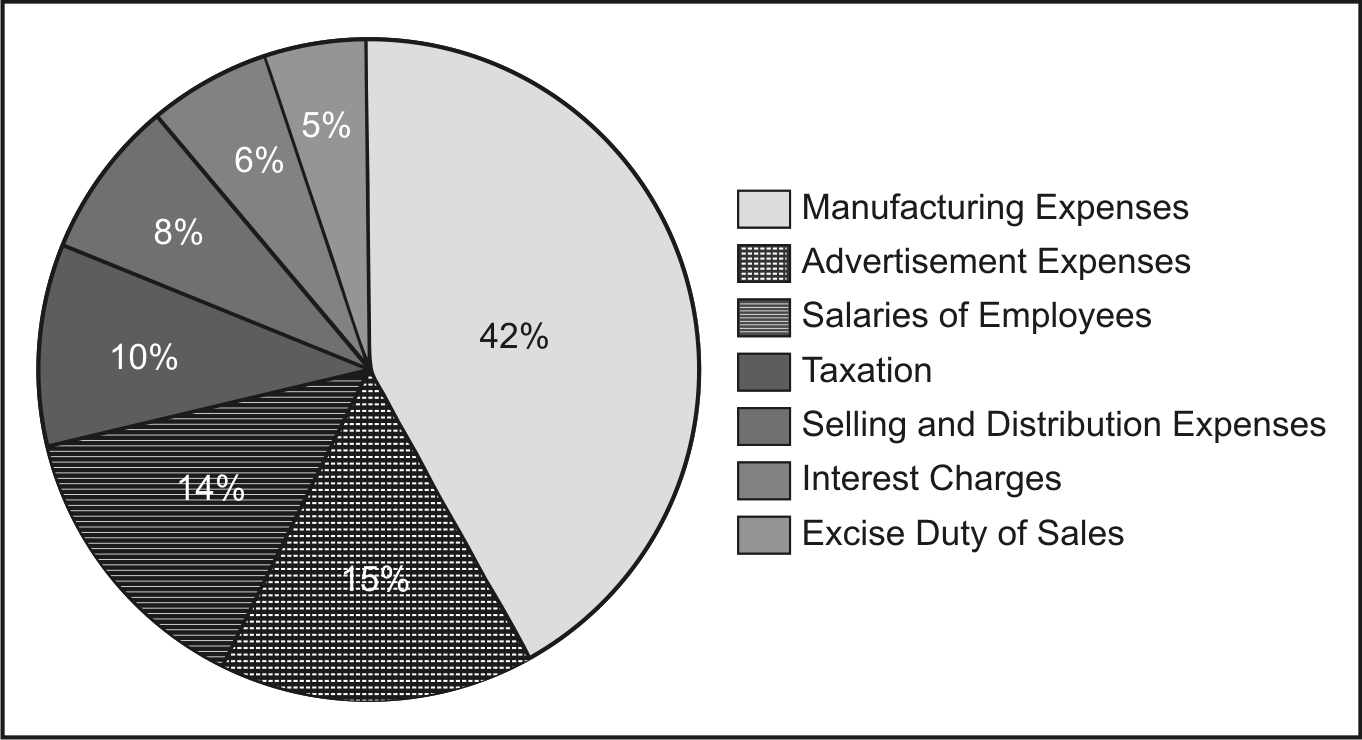 5%
6%
8%
42%
10%
14%
15%
Manufacturing Expenses
Advertisement Expenses
Salaries of Employees
Taxation
Selling and Distribution Expenses
Interest Charges
Excise Duty of Sales